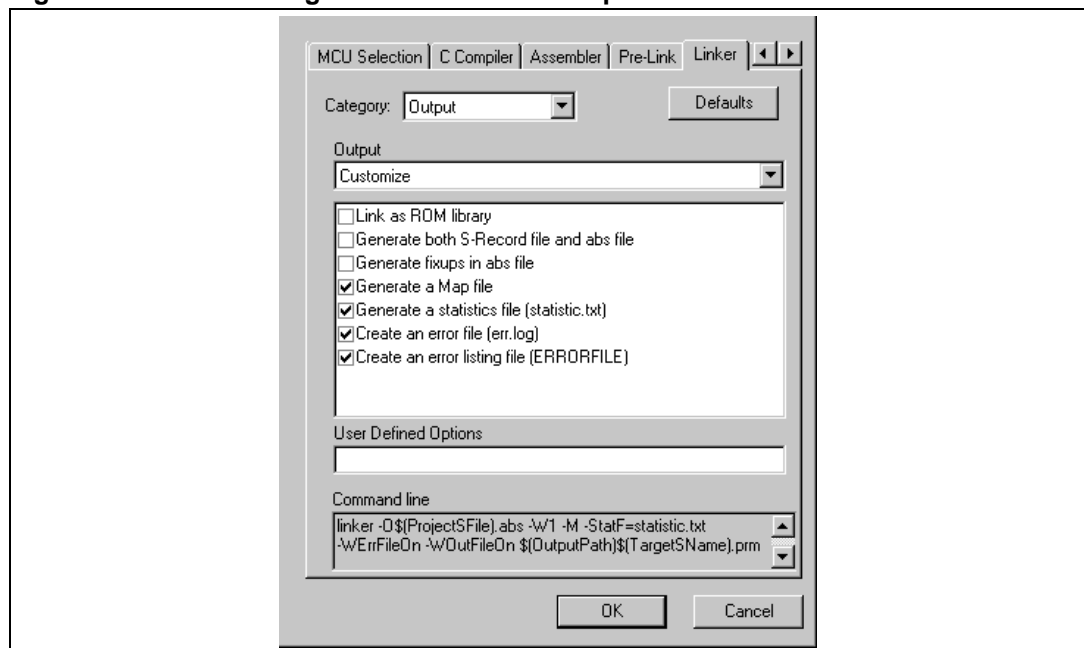 MCU Selection C Compiler Assembler Pre-Link Linker
Category: Output Defaults
Output
Customize
Link as ROM library
Generate both S-Record file and abs file
Generate fixups in abs file
Generate a Map file
Generate a statistics file (statistic.txt)
Create an error file (err.log)
Create an error listing file (ERRORFILE)
User Defined Options
Command line
linker -O$(ProjectSFile).abs -W1 -M -StatF=statistic.txt
-WErrFileOn -WOutFileOn $(OutputPath)$(TargetSName).prm
OK Cancel